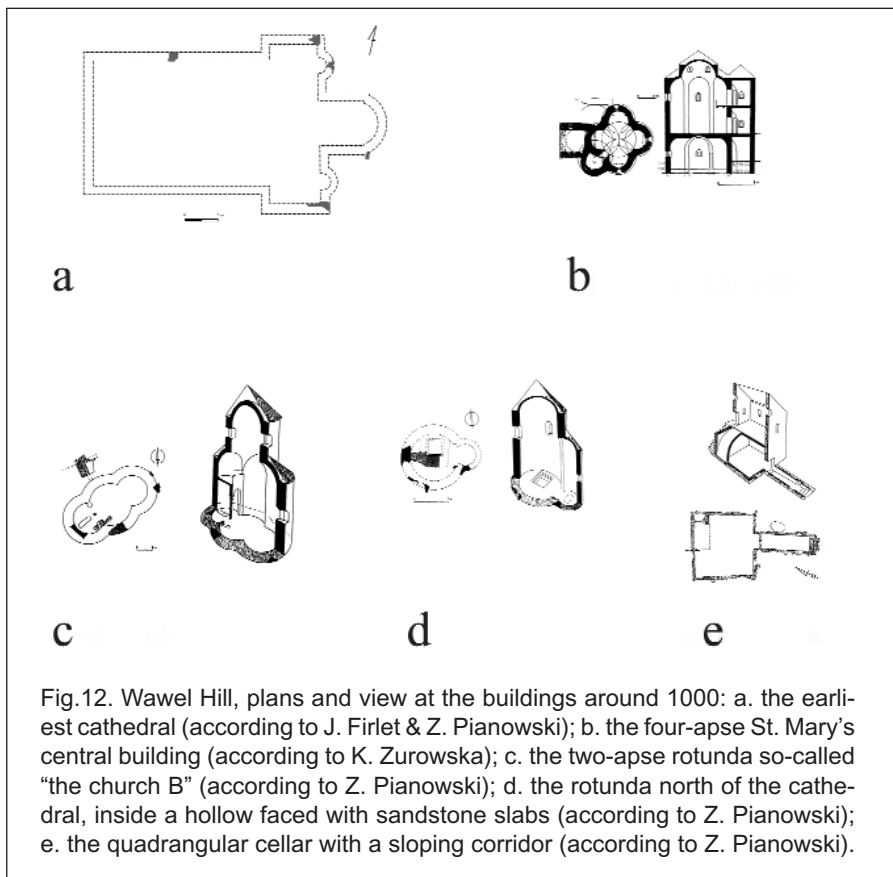 a
b
c
d
e
Fig.12. Wawel Hill, plans and view at the buildings around 1000: a. the earli-
est cathedral (according to J. Firlet & Z. Pianowski); b. the four-apse St. Mary's
central building (according to K. Zurowska); c. the two-apse rotunda so-called
“the church B” (according to Z. Pianowski); d. the rotunda north of the cathe-
dral, inside a hollow faced with sandstone slabs (according to Z. Pianowski);
e. the quadrangular cellar with a sloping corridor (according to Z. Pianowski).